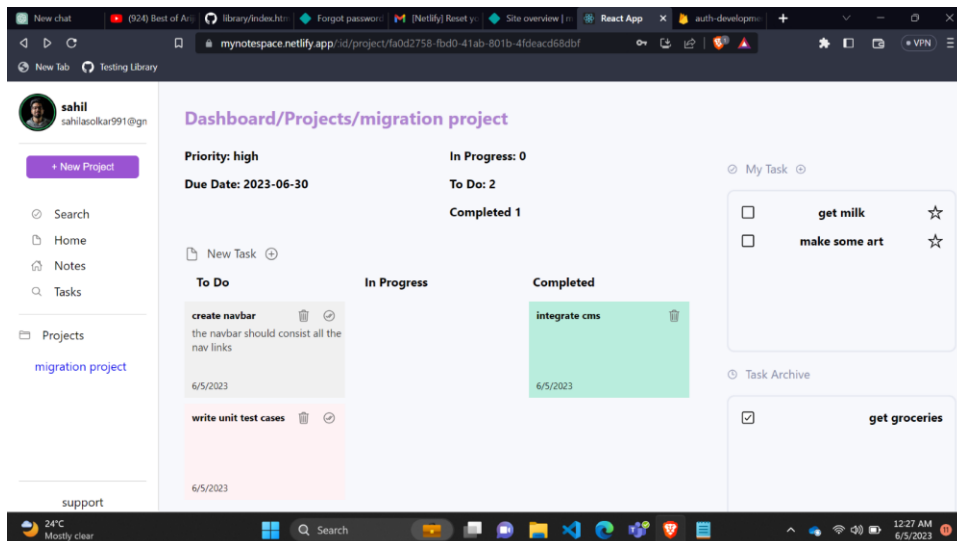 New chat
(924) Best of Arij
library/index.htm
Forgot password
[Netlify] Reset yo
Site overview | m
React App
auth-developme
mynotespace.netlify.app/:id/project/fa0d2758-fbd0-41ab-801b-4fdeacd68dbf
VPN
New Tab
Testing Library
sahil
sahilasolkar991@gm
+ New Project
Search
Home
Notes
Tasks
Projects
migration project
support
Dashboard/Projects/migration project
Priority: high
In Progress: 0
Due Date: 2023-06-30
To Do: 2
Completed 1
New Task
To Do
In Progress
Completed
create navbar
the navbar should consist all the
nav links
6/5/2023
write unit test cases
6/5/2023
integrate cms
6/5/2023
My Task
get milk
make some art
Task Archive
get groceries
24°C
Mostly clear
Search
12:27 AM
6/5/2023
11